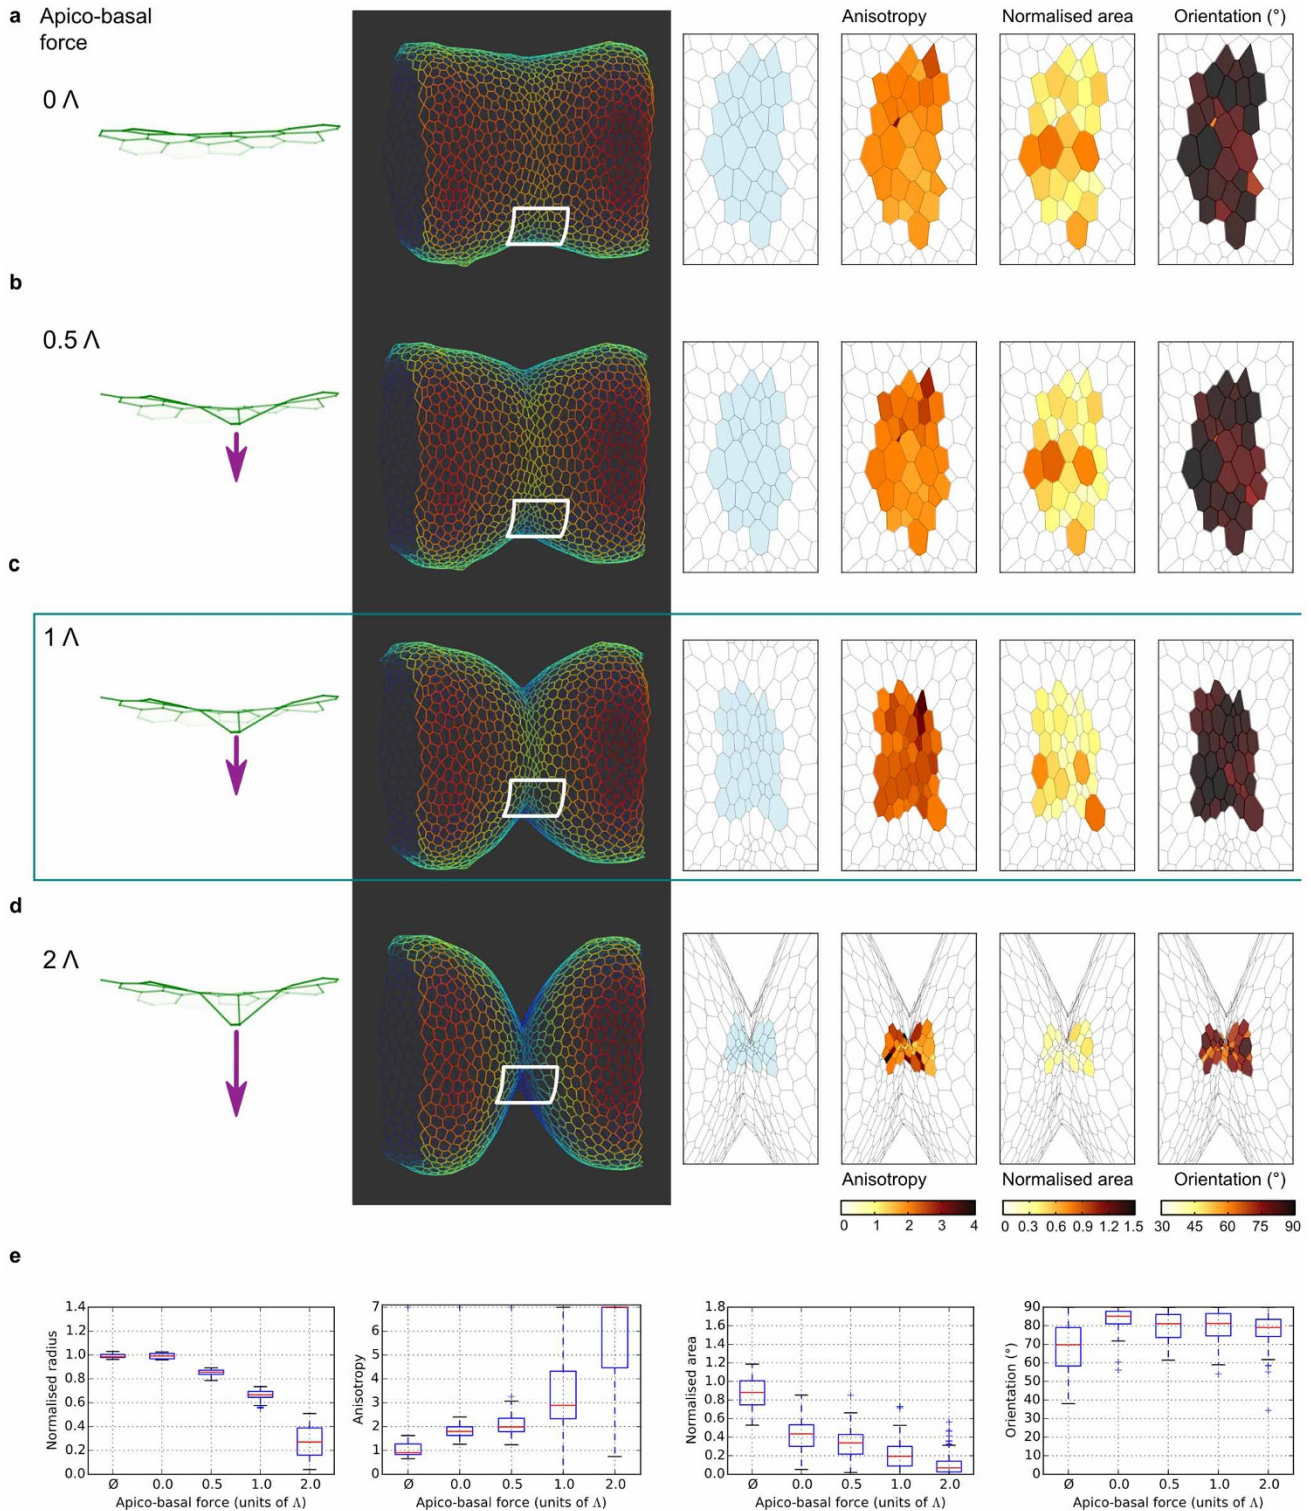 a Apico-basal Anisotropy Normalised area Orientation (°)
force
0 Λ
b
0.5 Λ
c
1 Λ
d
2 Λ
Anisotropy Normalised area Orientation (°)
0 1 2 3 4 0 0.3 0.6 0.9 1.2 1.5 30 45 60 75 90
e
Normalised radius
1.4
1.2
1.0
0.8
0.6
0.4
0.2
0.0
Ø 0.0 0.5 1.0 2.0
Apico-basal force (units of Λ)
Anisotropy
7
6
5
4
3
2
1
0
Ø 0.0 0.5 1.0 2.0
Apico-basal force (units of Λ)
Normalised area
1.8
1.6
1.4
1.2
1.0
0.8
0.6
0.4
0.2
0.0
Ø 0.0 0.5 1.0 2.0
Apico-basal force (units of Λ)
Orientation (°)
90
80
70
60
50
40
30
20
10
0
Ø 0.0 0.5 1.0 2.0
Apico-basal force (units of Λ)